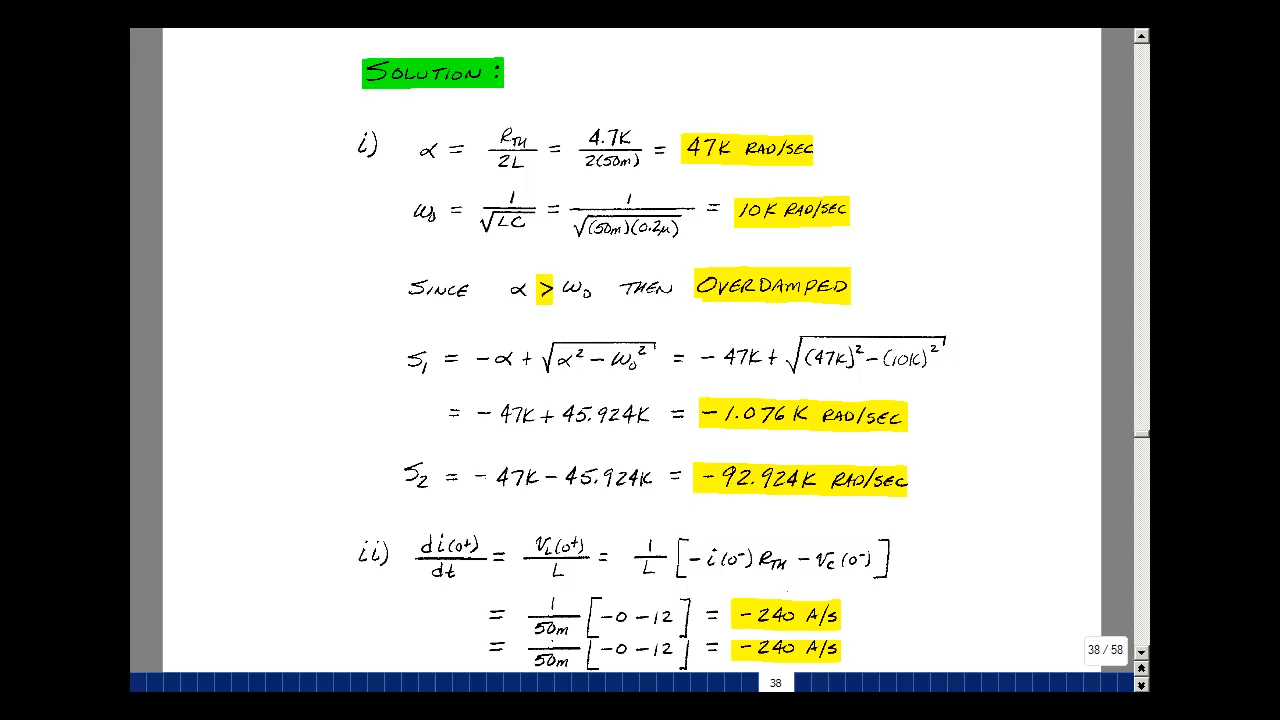 SOLUTION:
i) α = R_TH / 2L = 4.7K / 2(50m) = 47K RAD/SEC
ω₀ = 1 / √LC = 1 / √(50m)(0.2μ) = 10K RAD/SEC
SINCE α > ω₀ THEN OVERDAMPED
S₁ = -α + √α² - ω₀² = -47K + √(47K)² - (10K)²
= -47K + 45.924K = -1.076K RAD/SEC
S₂ = -47K - 45.924K = -92.924K RAD/SEC
ii) di(0+) / dt = V_L(0+) / L = 1 / L [-i(0-) R_TH - V_C(0-)]
= 1 / 50m [-0 - 12] = -240 A/S
= 1 / 50m [-0 - 12] = -240 A/S
38 / 58
38